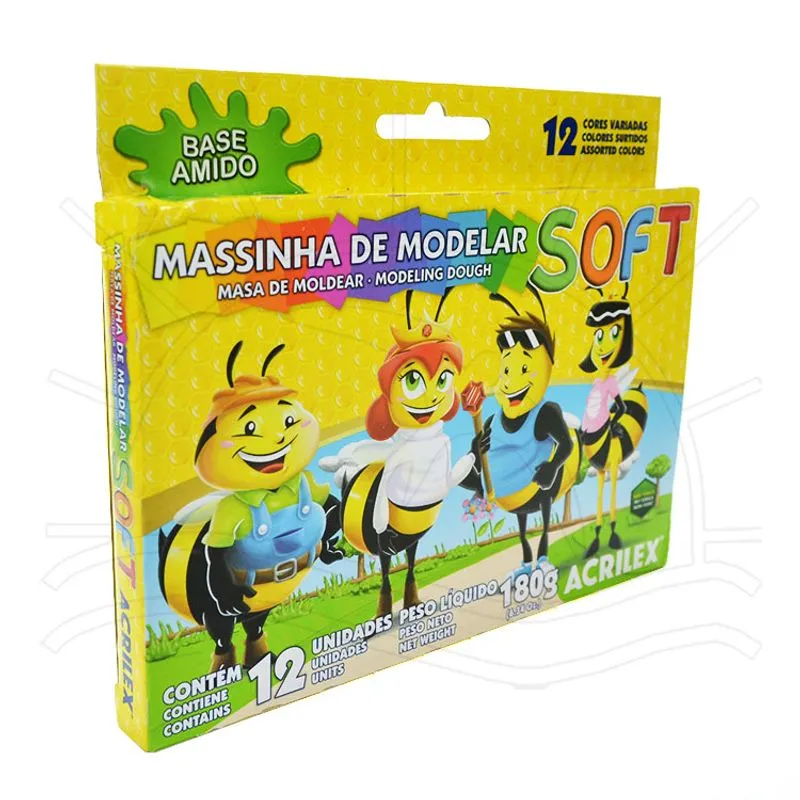 BASE
AMIDO
12 CORES VARIADAS
COLORES SURTIDOS
ASSORTED COLORS
MASSINHA DE MODELAR SOFT
MASA DE MOLDEAR · MODELING DOUGH
MASSINHA DE MODELAR
SOFT ACRILEX
CONTÉM
CONTIENE
CONTAINS
12
UNIDADES
UNIDADES
UNITS
PESO LÍQUIDO
PESO NETO
NET WEIGHT
180g
ACRILEX